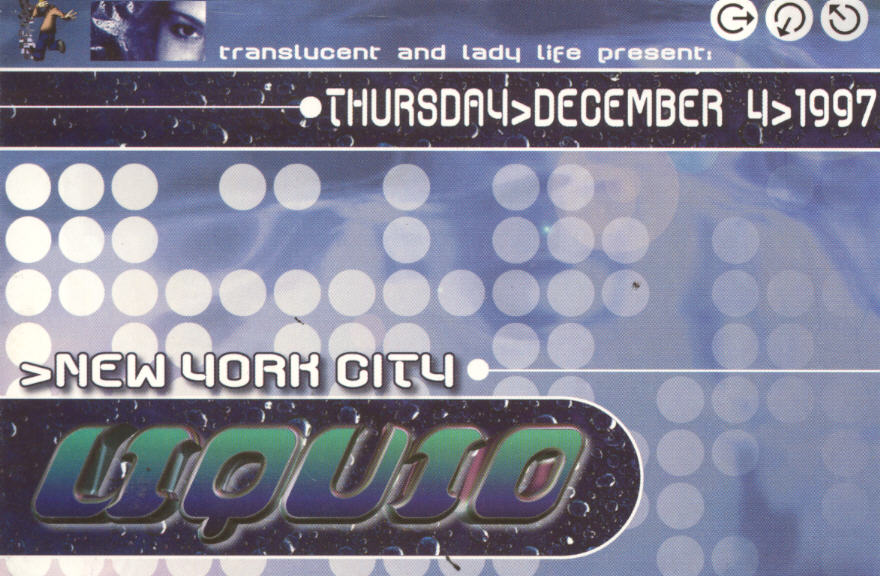 translucent and lady life present:
THURSDAY>DECEMBER 4>1997
>NEW YORK CITY
LIQUID